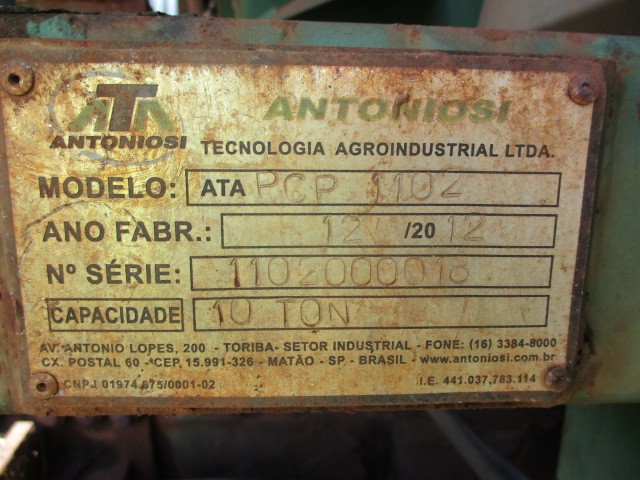 ATA ANTONIOSI
ANTONIOSI
TECNOLOGIA AGROINDUSTRIAL LTDA.
MODELO: ATA PCP 1102
ANO FABR.: 12 /20 12
Nº SÉRIE: 1102000018
CAPACIDADE 10 TON
AV. ANTONIO LOPES, 200 - TORIBA- SETOR INDUSTRIAL - FONE: (16) 3384-8000
CX. POSTAL 60 - CEP 15.991-326 - MATÃO - SP - BRASIL - www.antoniosi.com.br
CNPJ 01974.675/0001-02 I.E. 441.037.783.114